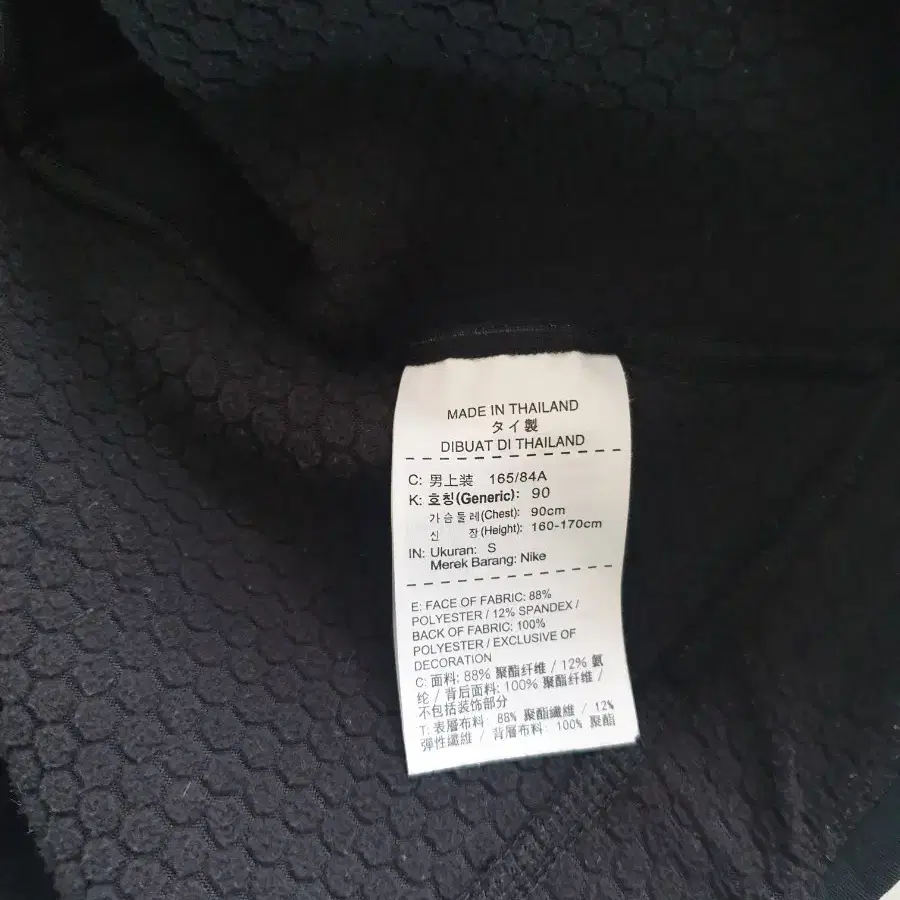 MADE IN THAILAND
タイ製
DIBUAT DI THAILAND
C: 男上装 165/84A
K: 호칭(Generic): 90
가슴둘레(Chest): 90cm
신 장(Height): 160-170cm
IN: Ukuran: S
Merek Barang: Nike
E: FACE OF FABRIC: 88%
POLYESTER / 12% SPANDEX /
BACK OF FABRIC: 100%
POLYESTER / EXCLUSIVE OF
DECORATION
C: 面料: 88% 聚酯纤维 / 12% 氨
纶 / 背后面料: 100% 聚酯纤维 /
不包括装饰部分
T: 表層布料: 88% 聚酯纖維 / 12%
弹性纖維 / 背層布料: 100% 聚酯